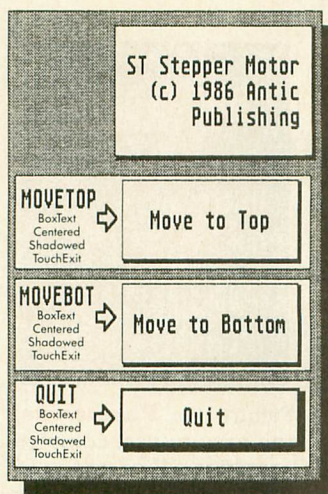 ST Stepper Motor
(c) 1986 Antic
Publishing
MOVETOP
BoxText
Centered
Shadowed
TouchExit
Move to Top
MOVEBOT
BoxText
Centered
Shadowed
TouchExit
Move to Bottom
QUIT
BoxText
Centered
Shadowed
TouchExit
Quit